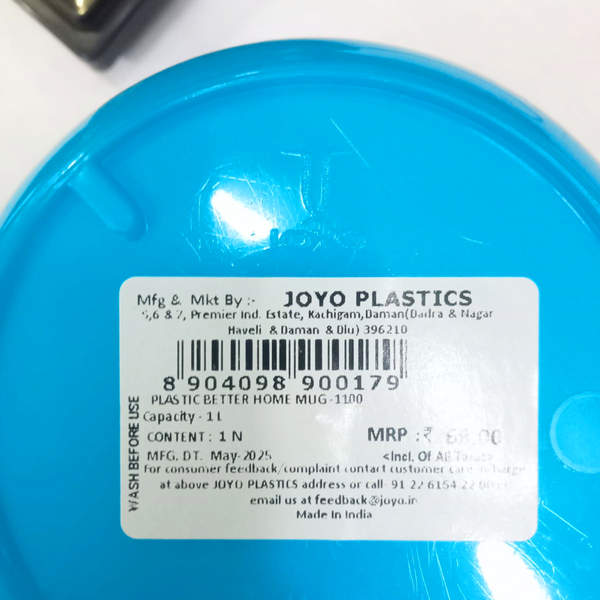 Mfg & Mkt By :- JOYO PLASTICS
5,6 & 7, Premier Ind. Estate, Kachigam,Daman(Dadra & Nagar
Haveli & Daman & Diu) 396210
8 904098 900179
PLASTIC BETTER HOME MUG-1100
Capacity - 1 L
CONTENT : 1 N
MRP : ₹ 68.00
MFG. DT. May-2025
<Incl. Of All Taxes>
for consumer feedback/complaint contact customer care incharge
at above JOYO PLASTICS address or call- 91 22 6154 22
email us at feedback@joyo.in
Made In India
WASH BEFORE USE